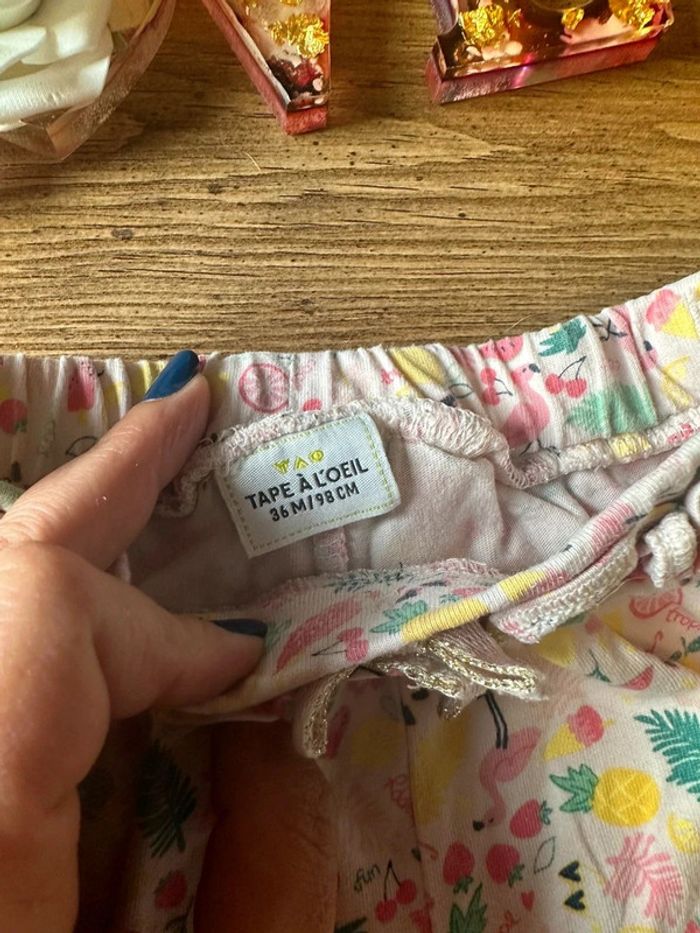 TAO
TAPE À L'OEIL
36 M/98 CM
fun